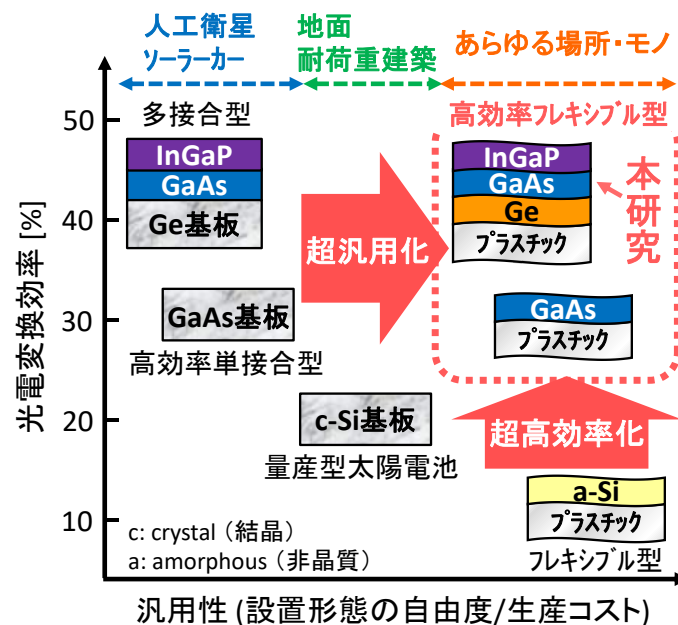 人工衛星
ソーラーカー
地面
耐荷重建築
あらゆる場所・モノ
多接合型
高効率フレキシブル型
光電変換効率 [%]
50
40
30
20
10
InGaP
GaAs
Ge基板
超汎用化
InGaP
GaAs
Ge
プラスチック
本研究
GaAs基板
高効率単接合型
GaAs
プラスチック
c-Si基板
量産型太陽電池
超高効率化
a-Si
プラスチック
フレキシブル型
c: crystal（結晶）
a: amorphous（非晶質）
汎用性 (設置形態の自由度/生産コスト)